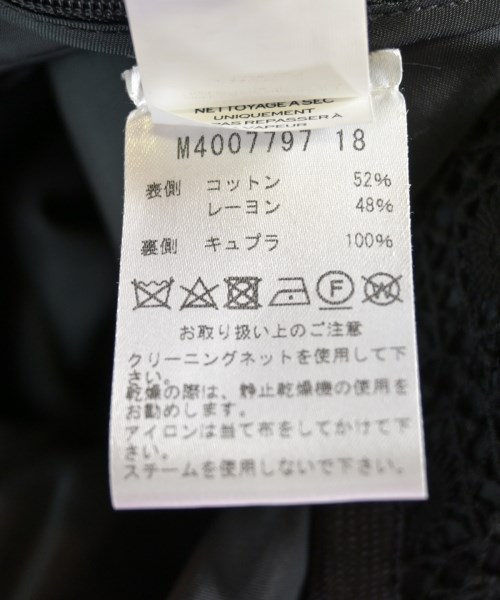 NETTOYAGE A SEC
UNIQUEMENT
PAS REPASSER À
VAPEUR
M4007797 18
表側 コットン 52%
レーヨン 48%
裏側 キュプラ 100%
F W
お取り扱い上のご注意
クリーニングネットを使用して下
さい。
乾燥の際は、静止乾燥機の使用を
お勧めします。
アイロンは当て布をしてかけて下
さい。
スチームを使用しないで下さい。